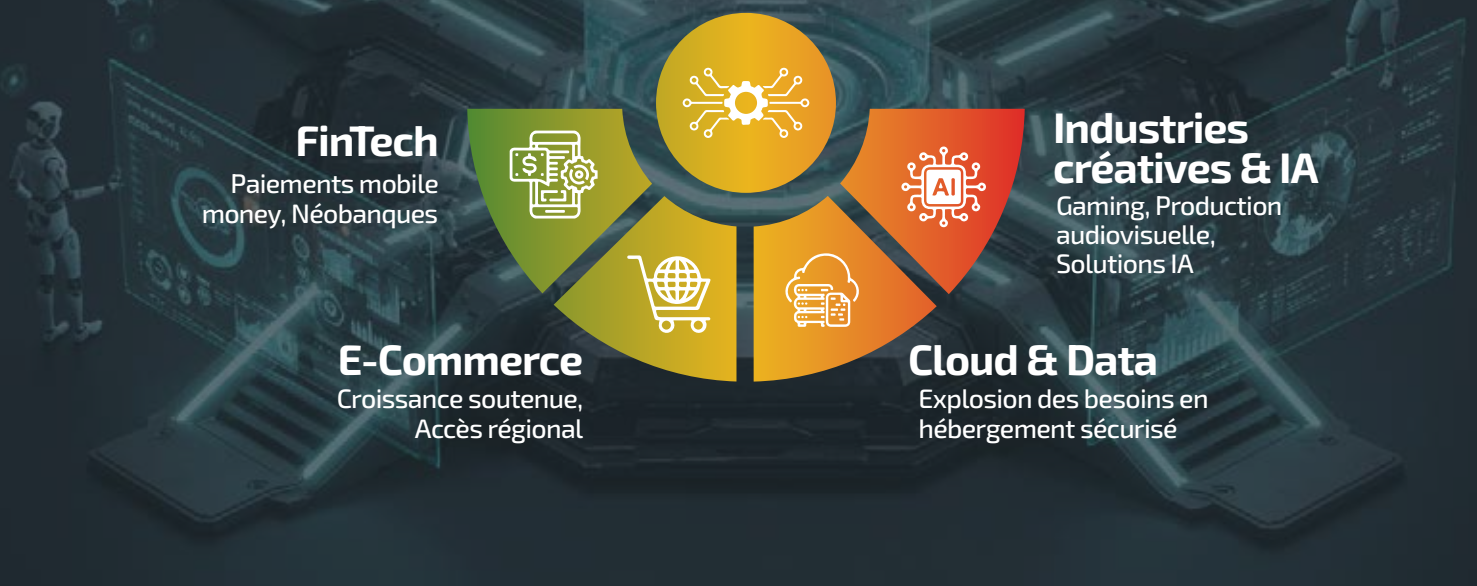 FinTech
Paiements mobile
money, Néobanques
$
E-Commerce
Croissance soutenue,
Accès régional
Cloud & Data
Explosion des besoins en
hébergement sécurisé
AI
Industries
créatives & IA
Gaming, Production
audiovisuelle,
Solutions IA